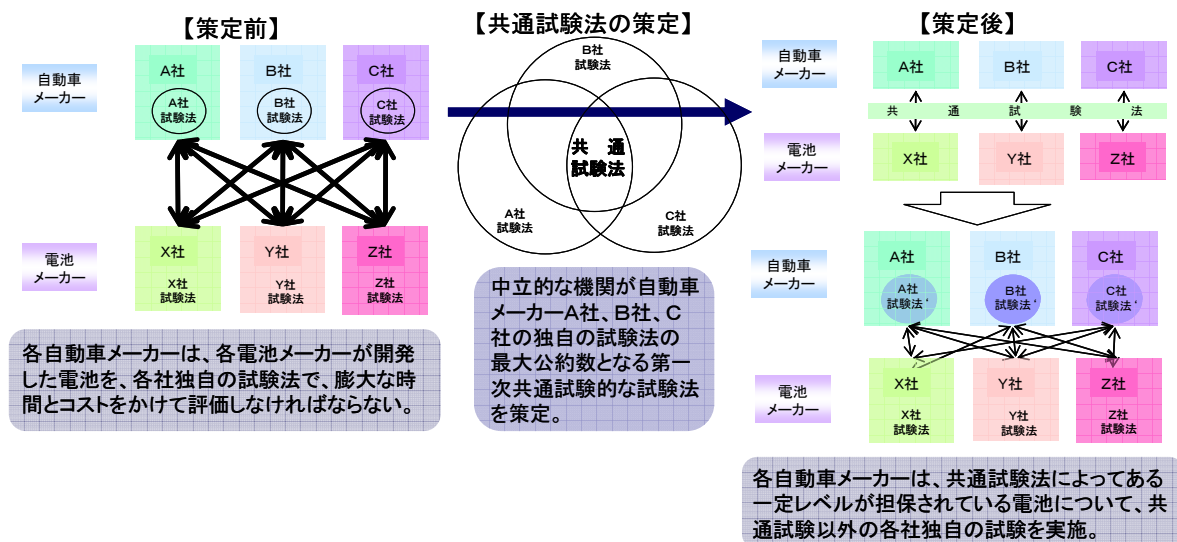 【策定前】
自動車
メーカー
A社
B社
C社
A社
試験法
B社
試験法
C社
試験法
電池
メーカー
X社
Y社
Z社
X社
試験法
Y社
試験法
Z社
試験法
各自動車メーカーは、各電池メーカーが開発
した電池を、各社独自の試験法で、膨大な時
間とコストをかけて評価しなければならない。
【共通試験法の策定】
B社
試験法
共 通
試験法
A社
試験法
C社
試験法
中立的な機関が自動車
メーカーA社、B社、C
社の独自の試験法の
最大公約数となる第一
次共通試験的な試験法
を策定。
【策定後】
自動車
メーカー
A社
B社
C社
共 通 試 験 法
電池
メーカー
X社
Y社
Z社
自動車
メーカー
A社
B社
C社
A社
試験法‘
B社
試験法‘
C社
試験法‘
電池
メーカー
X社
Y社
Z社
X社
試験法
Y社
試験法
Z社
試験法
各自動車メーカーは、共通試験法によってある
一定レベルが担保されている電池について、共
通試験以外の各社独自の試験を実施。